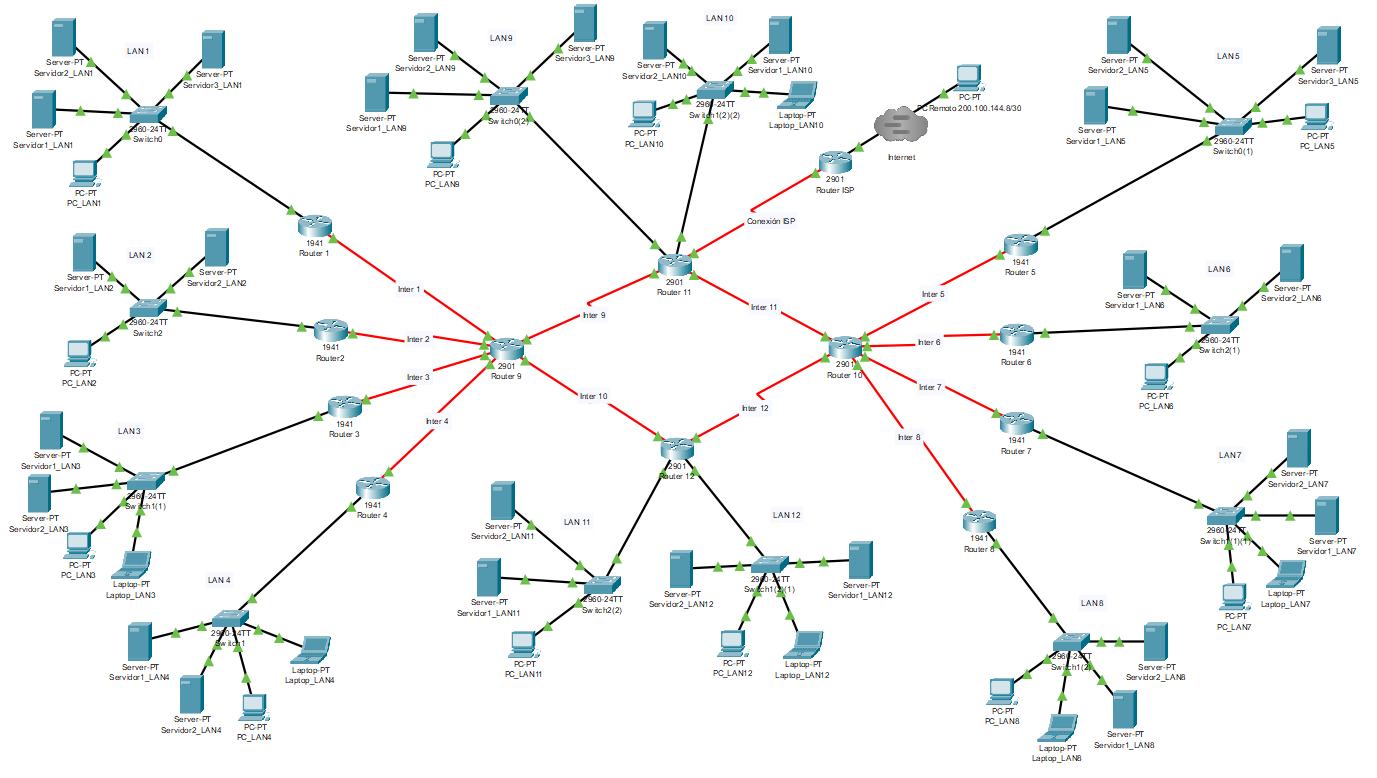 LAN 1
Server-PT
Servidor2_LAN1
Server-PT
Servidor3_LAN1
Server-PT
Servidor1_LAN1
2960-24TT
Switch0
PC-PT
PC_LAN1
1941
Router 1
LAN9
Server-PT
Servidor2_LAN9
Server-PT
Servidor3_LAN9
Server-PT
Servidor1_LAN9
2960-24TT
Switch0(2)
PC-PT
PC_LAN9
LAN 10
Server-PT
Servidor2_LAN10
Server-PT
Servidor1_LAN10
2960-24TT
Switch1(2)(2)
PC-PT
PC_LAN10
Laptop-PT
Laptop_LAN10
PC-PT
PC Remoto 200.100.144.8/30
Internet
2901
Router ISP
Conexión ISP
2901
Router 11
LAN5
Server-PT
Servidor2_LAN5
Server-PT
Servidor3_LAN5
Server-PT
Servidor1_LAN5
2960-24TT
Switch0(1)
PC-PT
PC_LAN5
1941
Router 5
LAN 2
Server-PT
Servidor1_LAN2
Server-PT
Servidor2_LAN2
2960-24TT
Switch2
PC-PT
PC_LAN2
1941
Router2
Inter 1
Inter 2
Inter 3
Inter 4
Inter 9
Inter 11
Inter 5
Inter 6
Inter 7
Inter 8
Inter 10
Inter 12
2901
Router 9
2901
Router 10
LAN6
Server-PT
Servidor1_LAN6
Server-PT
Servidor2_LAN6
2960-24TT
Switch2(1)
PC-PT
PC_LAN6
1941
Router 6
LAN3
Server-PT
Servidor1_LAN3
Server-PT
Servidor2_LAN3
2960-24TT
Switch1(1)
PC-PT
PC_LAN3
Laptop-PT
Laptop_LAN3
1941
Router 3
1941
Router 4
2901
Router 12
1941
Router 7
LAN7
Server-PT
Servidor2_LAN7
Server-PT
Servidor1_LAN7
2960-24TT
Switch1(1)(1)
PC-PT
PC_LAN7
Laptop-PT
Laptop_LAN7
LAN 4
2960-24TT
Switch1
Server-PT
Servidor1_LAN4
Server-PT
Servidor2_LAN4
PC-PT
PC_LAN4
Laptop-PT
Laptop_LAN4
LAN 11
Server-PT
Servidor2_LAN11
Server-PT
Servidor1_LAN11
2960-24TT
Switch2(2)
PC-PT
PC_LAN11
LAN 12
Server-PT
Servidor2_LAN12
Server-PT
Servidor1_LAN12
2960-24TT
Switch1(2)(1)
PC-PT
PC_LAN12
Laptop-PT
Laptop_LAN12
1941
Router 8
LAN8
2960-24TT
Switch1(2)
Server-PT
Servidor2_LAN8
PC-PT
PC_LAN8
Server-PT
Servidor1_LAN8
Laptop-PT
Laptop_LAN8